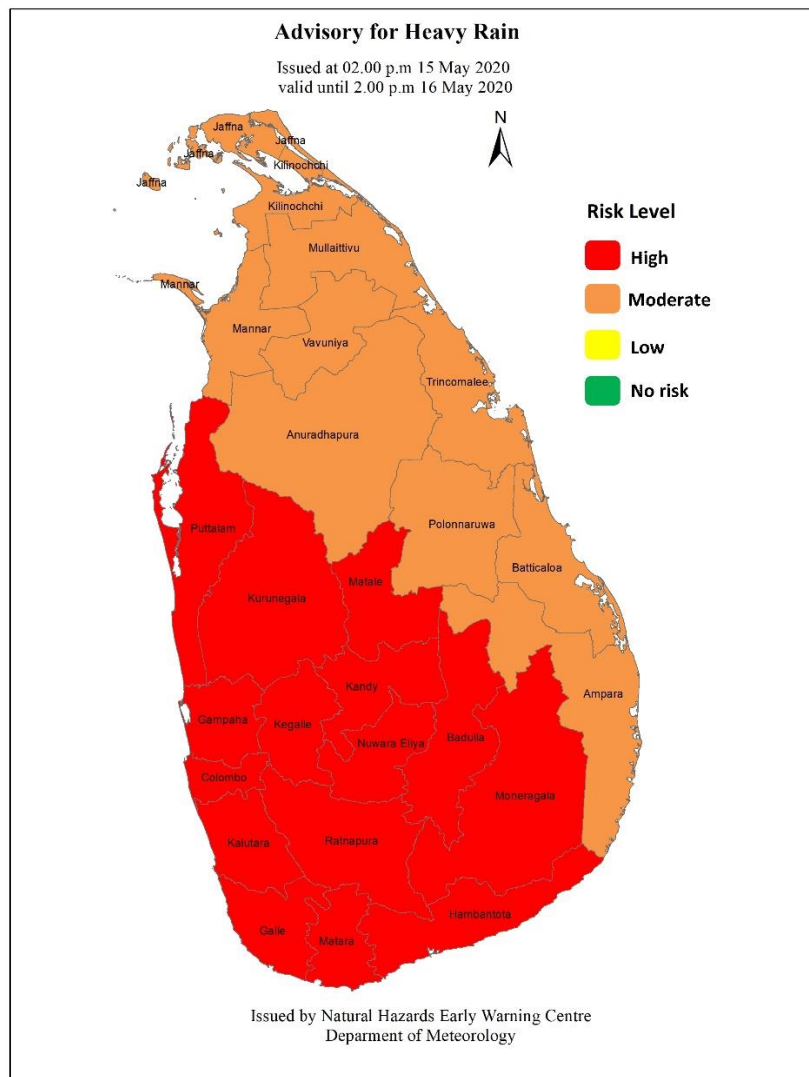 Advisory for Heavy Rain
Issued at 02.00 p.m 15 May 2020
valid until 2.00 p.m 16 May 2020
N
Jaffna
Jaffna
Jaffna
Kilinochchi
Jaffna
Kilinochchi
Mullaittivu
Mannar
Mannar
Vavuniya
Trincomalee
Anuradhapura
Polonnaruwa
Puttalam
Batticaloa
Matale
Kurunegala
Kandy
Ampara
Gampaha
Kegalle
Nuwara Eliya
Badulla
Colombo
Moneragala
Kalutara
Ratnapura
Hambantota
Galle
Matara
Risk Level
High
Moderate
Low
No risk
Issued by Natural Hazards Early Warning Centre
Deparment of Meteorology